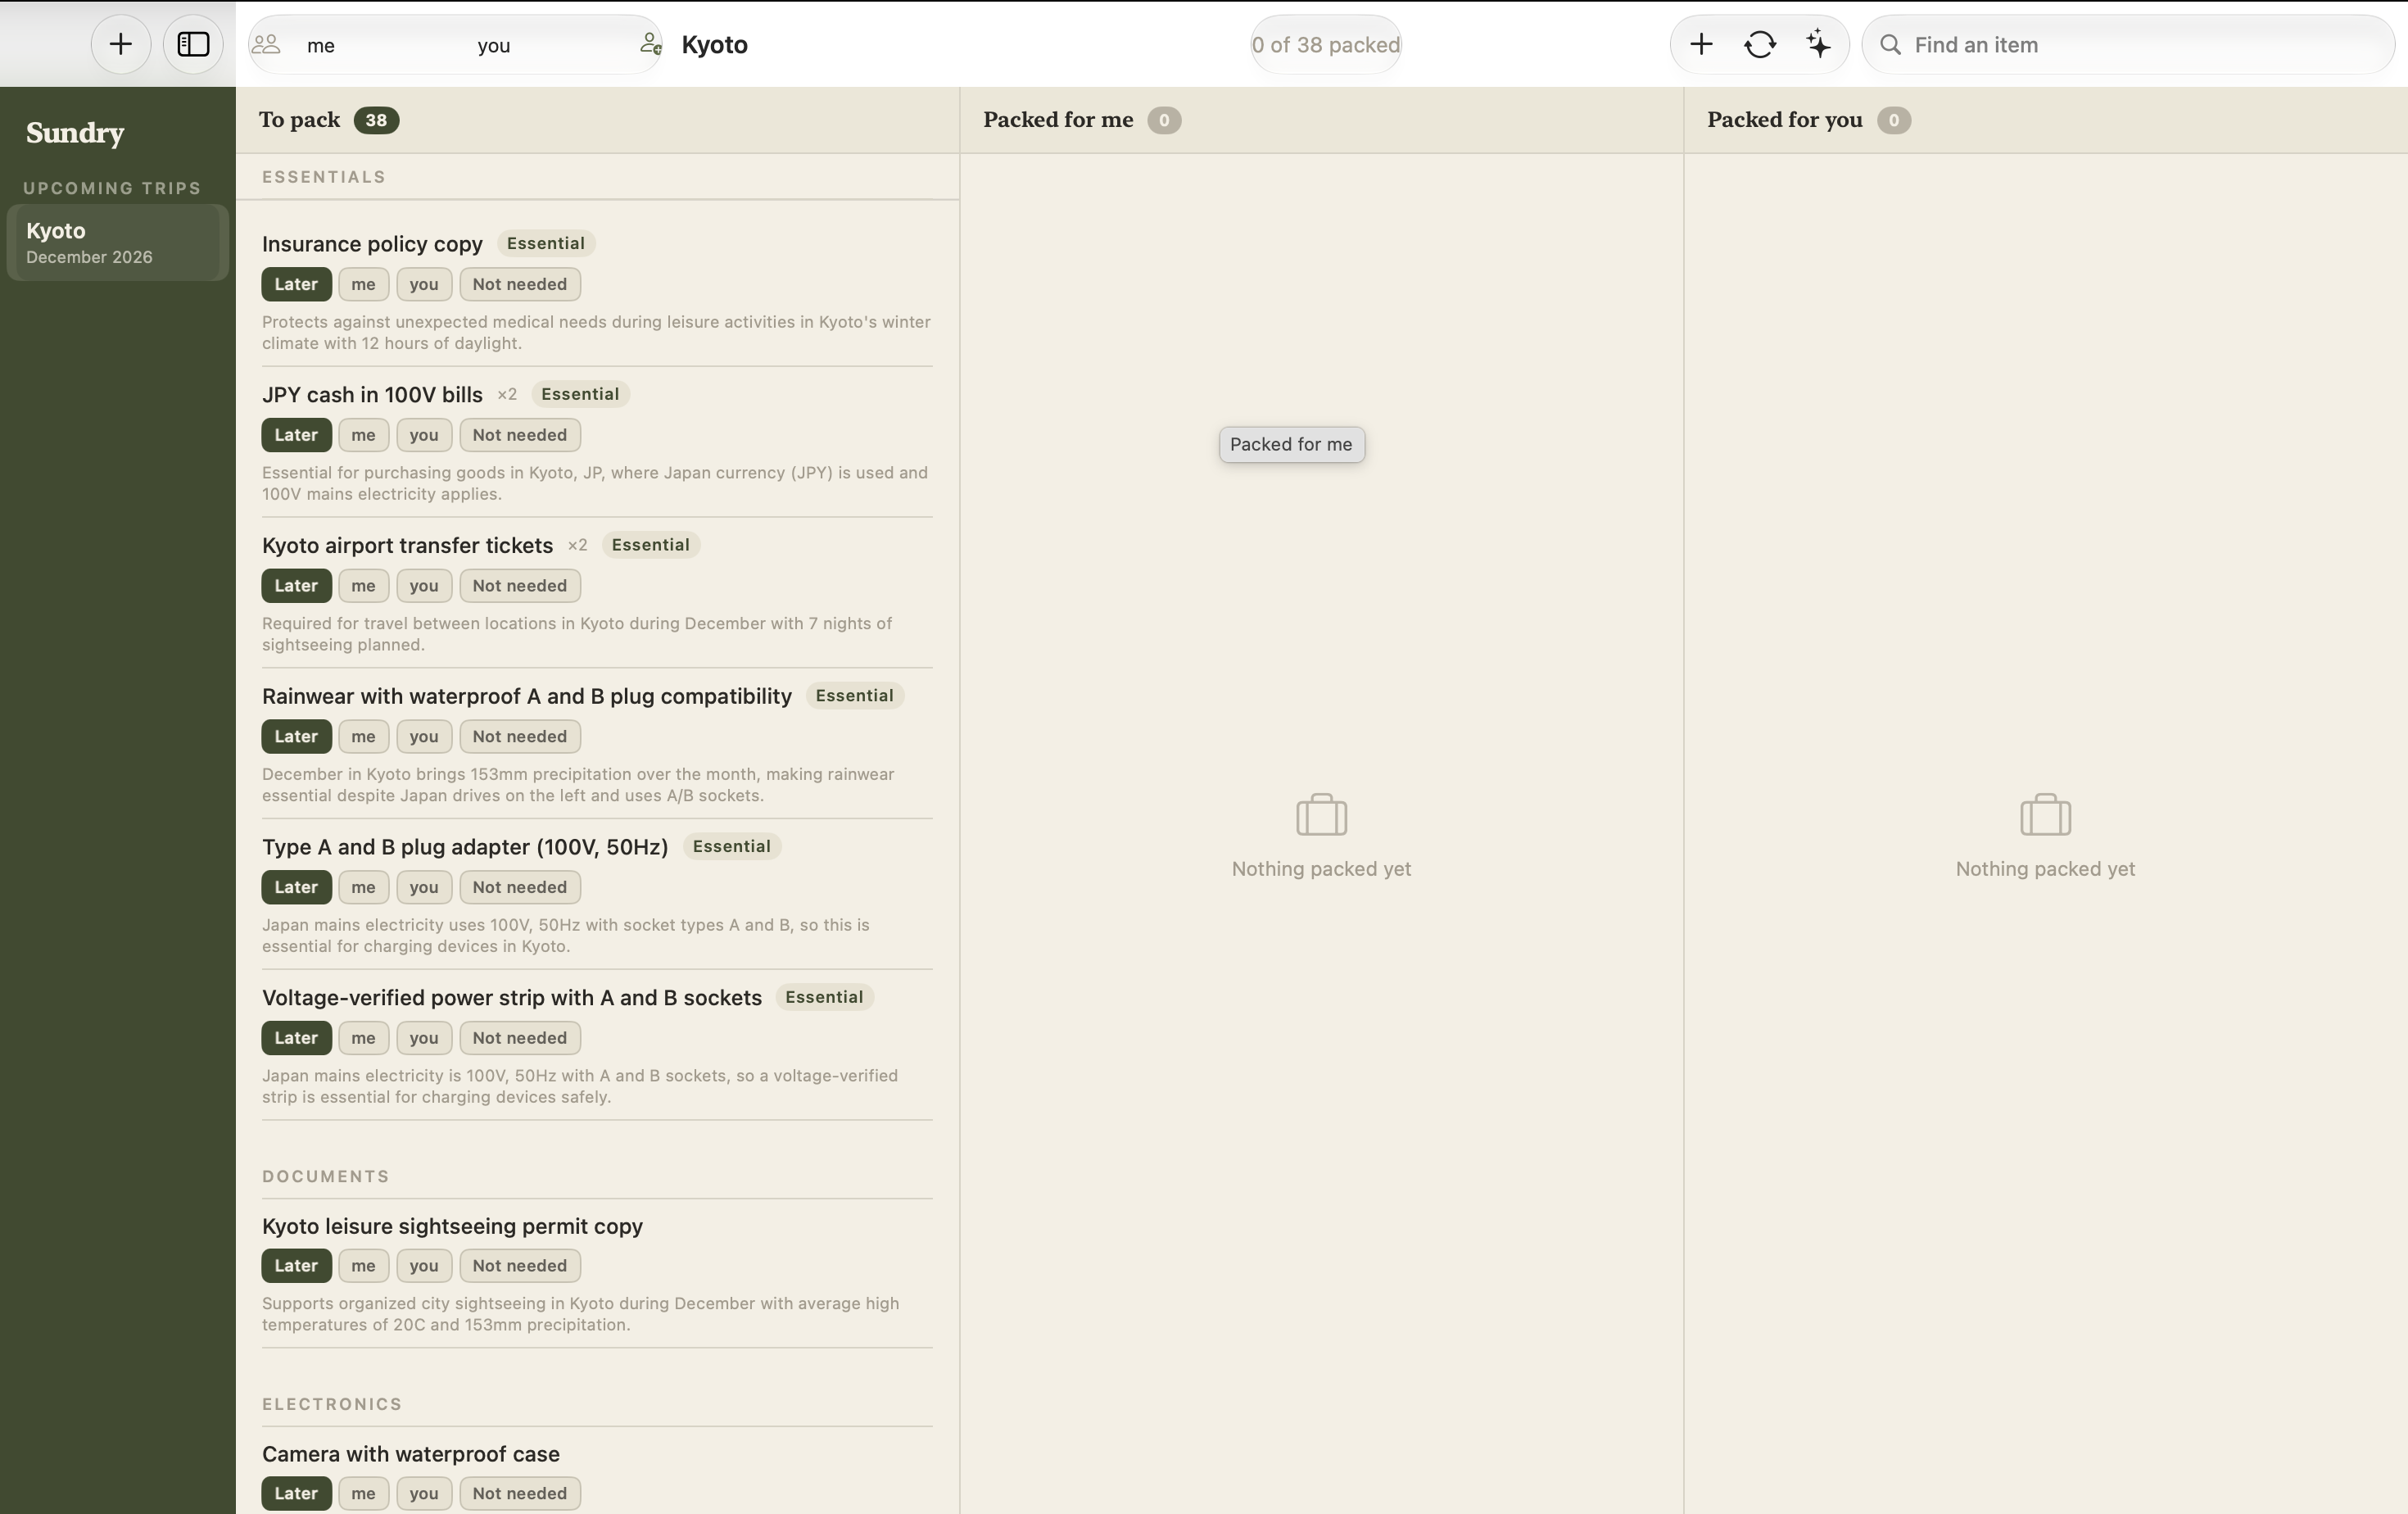 me
you
Kyoto
0 of 38 packed
Find an item
Sundry
UPCOMING TRIPS
Kyoto
December 2026
To pack 38
ESSENTIALS
Insurance policy copy Essential
Later me you Not needed
Protects against unexpected medical needs during leisure activities in Kyoto's winter
climate with 12 hours of daylight.
JPY cash in 100V bills ×2 Essential
Later me you Not needed
Essential for purchasing goods in Kyoto, JP, where Japan currency (JPY) is used and
100V mains electricity applies.
Kyoto airport transfer tickets ×2 Essential
Later me you Not needed
Required for travel between locations in Kyoto during December with 7 nights of
sightseeing planned.
Rainwear with waterproof A and B plug compatibility Essential
Later me you Not needed
December in Kyoto brings 153mm precipitation over the month, making rainwear
essential despite Japan drives on the left and uses A/B sockets.
Type A and B plug adapter (100V, 50Hz) Essential
Later me you Not needed
Japan mains electricity uses 100V, 50Hz with socket types A and B, so this is
essential for charging devices in Kyoto.
Voltage-verified power strip with A and B sockets Essential
Later me you Not needed
Japan mains electricity is 100V, 50Hz with A and B sockets, so a voltage-verified
strip is essential for charging devices safely.
DOCUMENTS
Kyoto leisure sightseeing permit copy
Later me you Not needed
Supports organized city sightseeing in Kyoto during December with average high
temperatures of 20C and 153mm precipitation.
ELECTRONICS
Camera with waterproof case
Later me you Not needed
Packed for me 0
Packed for me
Nothing packed yet
Packed for you 0
Nothing packed yet